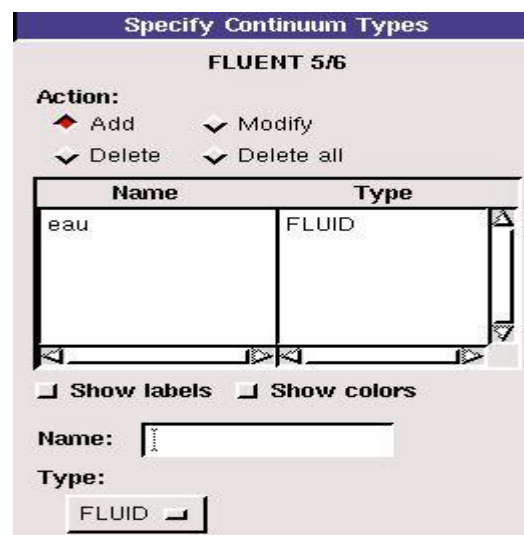 Specify Continuum Types
FLUENT 5/6
Action:
Add Modify
Delete Delete all
Name Type
eau FLUID
Show labels Show colors
Name:
Type:
FLUID